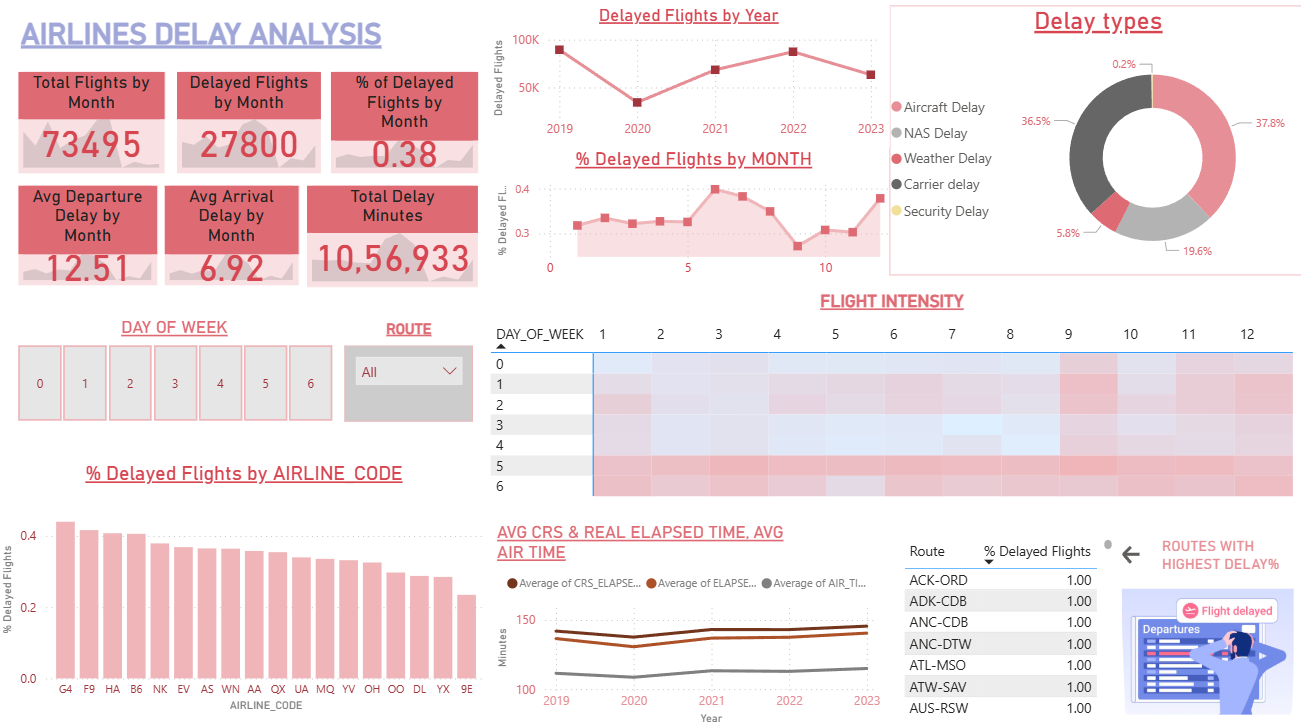 AIRLINES DELAY ANALYSIS
Total Flights by
Month
73495
Delayed Flights
by Month
27800
% of Delayed
Flights by
Month
0.38
Avg Departure
Delay by
Month
12.51
Avg Arrival
Delay by
Month
6.92
Total Delay
Minutes
10,56,933
Delayed Flights by Year
Delayed Flights
100K
50K
2019 2020 2021 2022 2023
% Delayed Flights by MONTH
% Delayed Fl...
0.4
0.3
0 5 10
Delay types
Aircraft Delay
NAS Delay
Weather Delay
Carrier delay
Security Delay
0.2%
37.8%
19.6%
5.8%
36.5%
DAY OF WEEK
0 1 2 3 4 5 6
ROUTE
All
FLIGHT INTENSITY
DAY_OF_WEEK 1 2 3 4 5 6 7 8 9 10 11 12
0
1
2
3
4
5
6
% Delayed Flights by AIRLINE_CODE
% Delayed Flights
0.4
0.2
0.0
G4 F9 HA B6 NK EV AS WN AA QX UA MQ YV OH OO DL YX 9E
AIRLINE_CODE
AVG CRS & REAL ELAPSED TIME, AVG
AIR TIME
Average of CRS_ELAPSE... Average of ELAPSE... Average of AIR_TI...
Minutes
150
100
2019 2020 2021 2022 2023
Year
Route % Delayed Flights
ACK-ORD 1.00
ADK-CDB 1.00
ANC-CDB 1.00
ANC-DTW 1.00
ATL-MSO 1.00
ATW-SAV 1.00
AUS-RSW 1.00
ROUTES WITH
HIGHEST DELAY%
Flight delayed
Departures